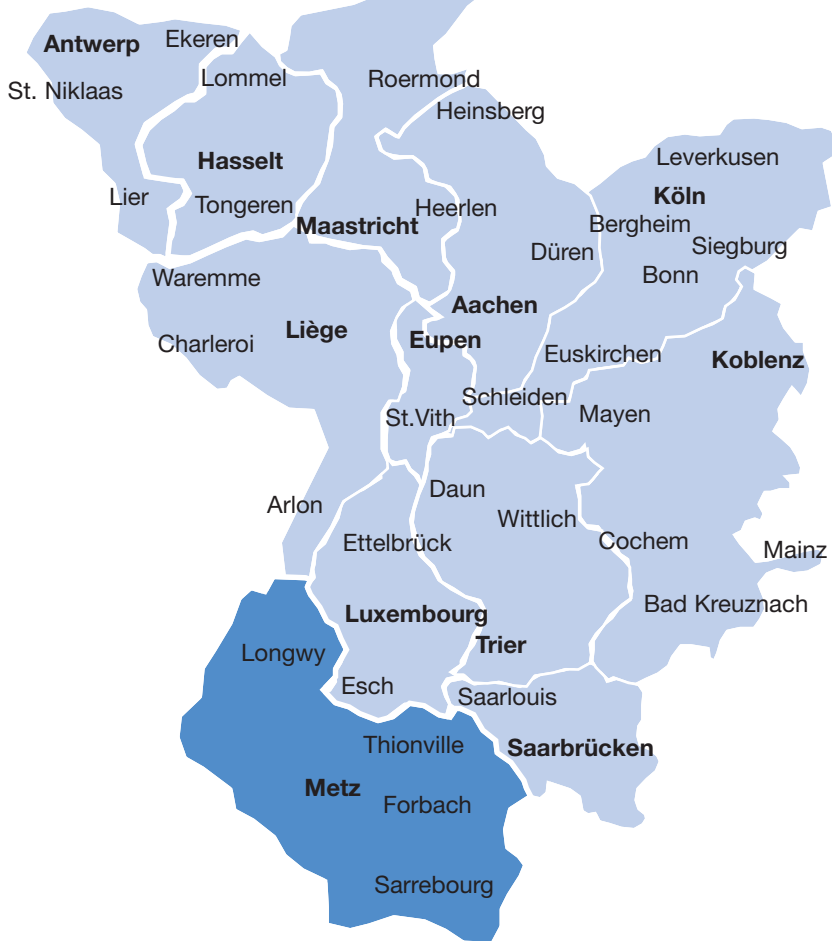 Ekeren
Antwerp
Lommel
Roermond
St. Niklaas
Heinsberg
Leverkusen
Hasselt
Köln
Lier
Tongeren
Heerlen
Maastricht
Bergheim
Siegburg
Düren
Waremme
Bonn
Aachen
Liège
Eupen
Charleroi
Euskirchen
Koblenz
Schleiden
St.Vith
Mayen
Daun
Arlon
Wittlich
Ettelbrück
Cochem
Mainz
Bad Kreuznach
Luxembourg
Trier
Longwy
Esch
Saarlouis
Thionville
Saarbrücken
Metz
Forbach
Sarrebourg